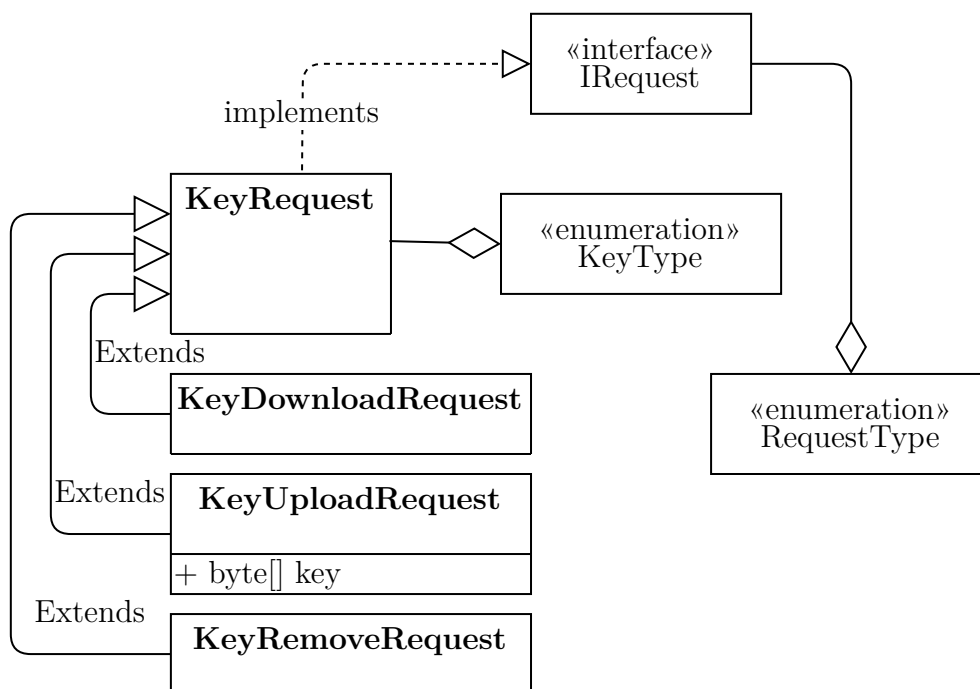 «interface»
IRequest
implements
KeyRequest
«enumeration»
KeyType
Extends
KeyDownloadRequest
«enumeration»
RequestType
Extends
KeyUploadRequest
+ byte[] key
Extends
KeyRemoveRequest